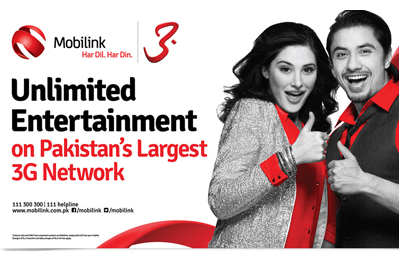 Mobilink
Har Dil. Har Din.
3
Unlimited
Entertainment
on Pakistan's Largest
3G Network
111 300 300 | 111 helpline
www.mobilink.com.pk /mobilink /mobilink